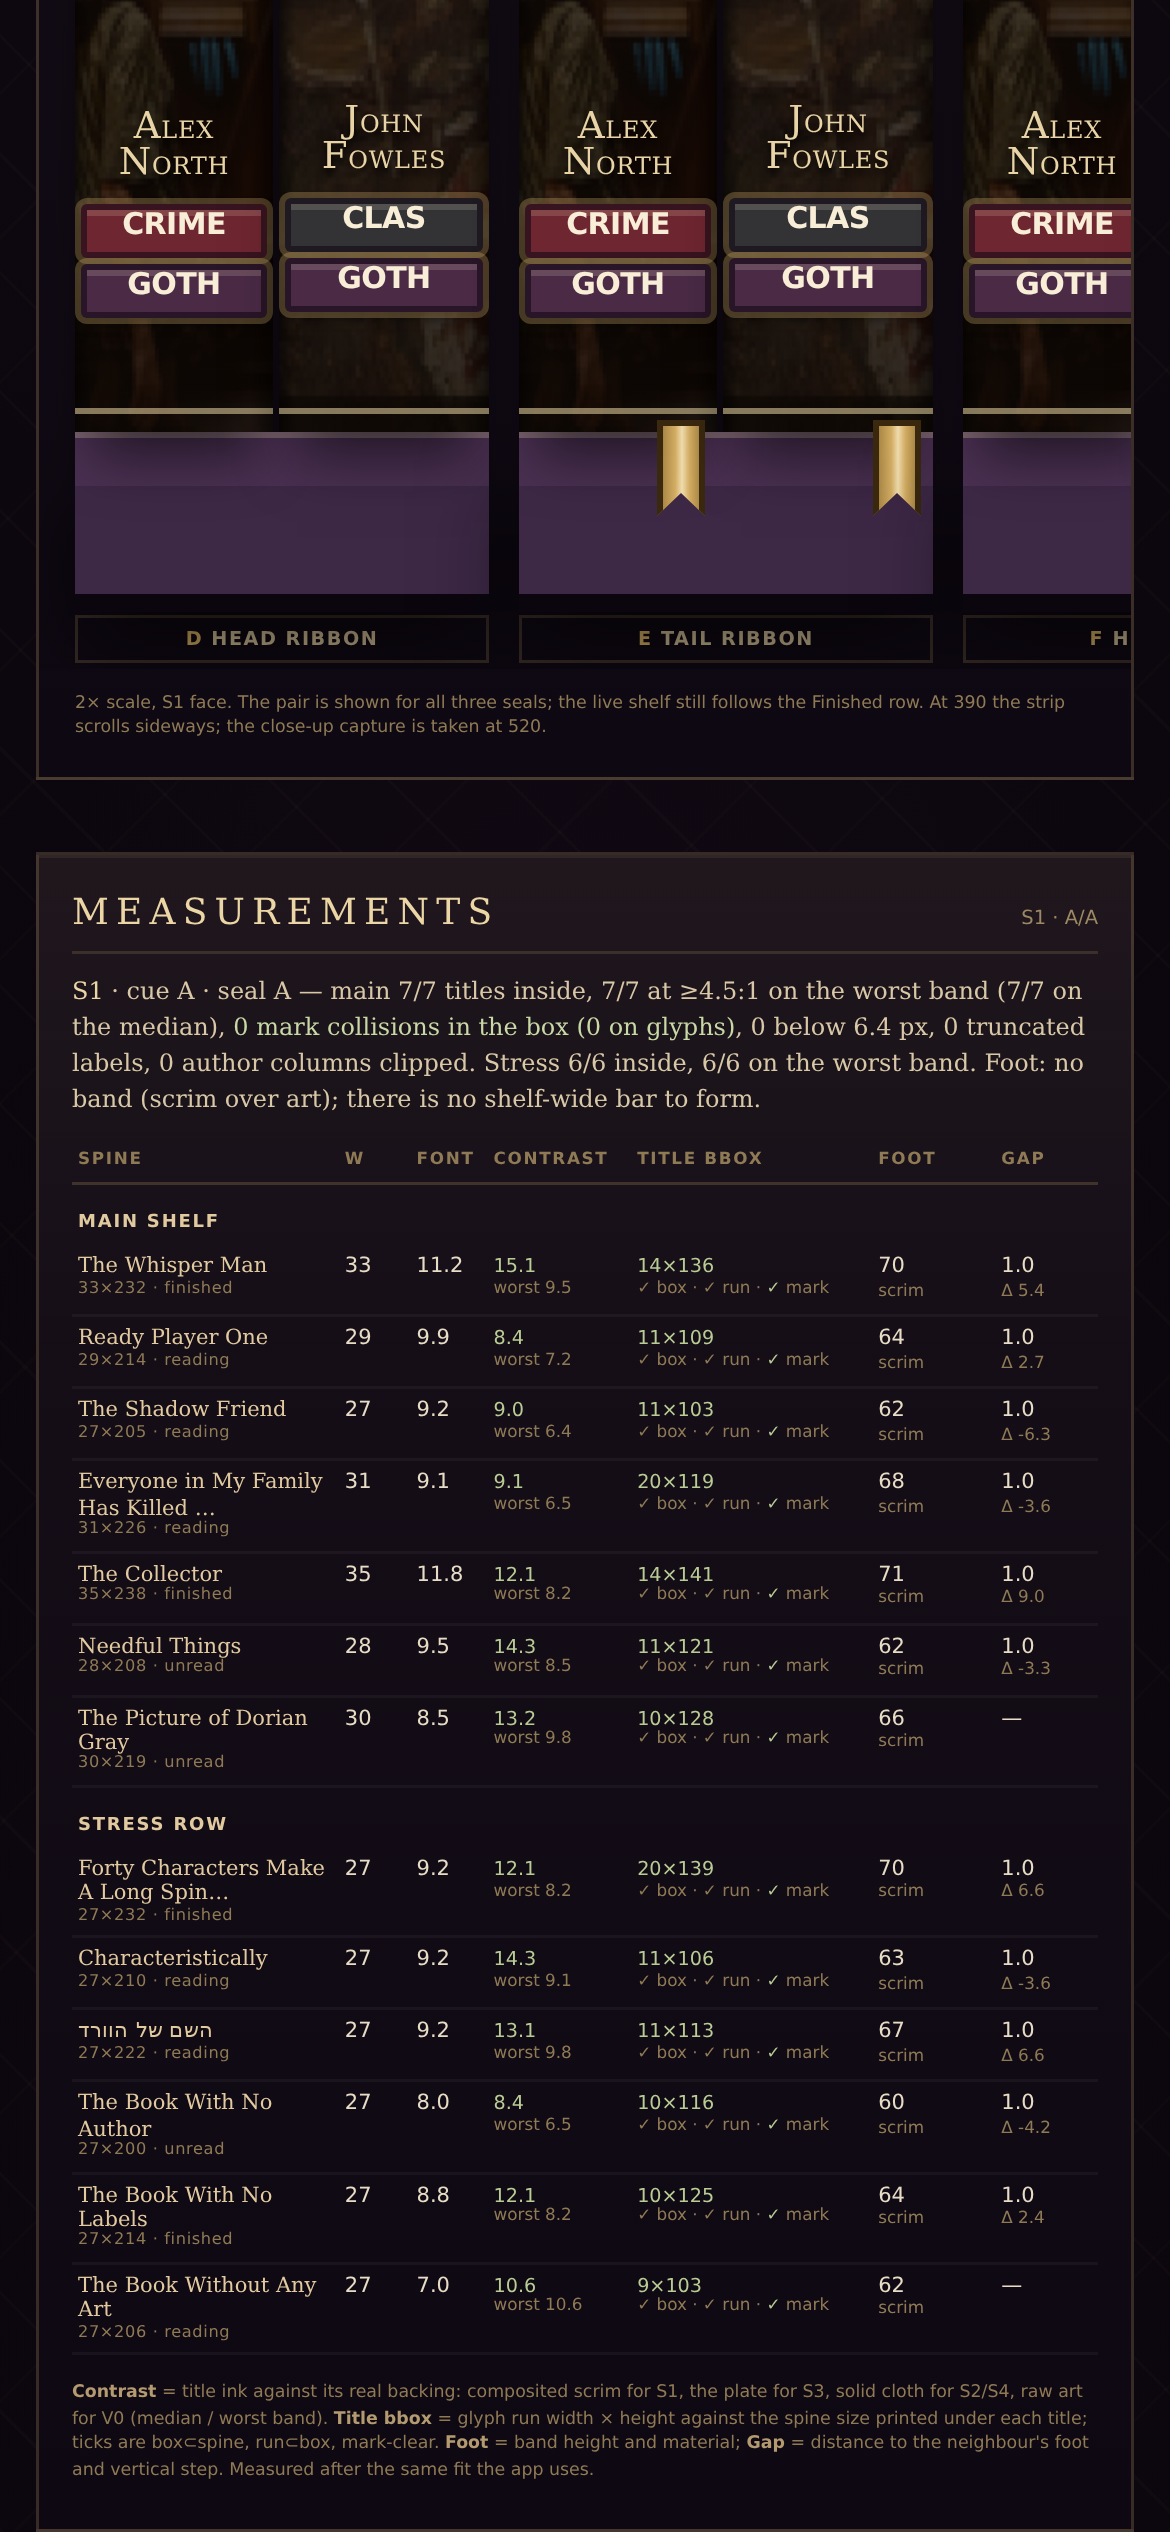 ALEX
NORTH
JOHN
FOWLES
ALEX
NORTH
JOHN
FOWLES
ALEX
NORTH
CRIME
CLAS
CRIME
CLAS
CRIME
GOTH
GOTH
GOTH
GOTH
GOTH
D HEAD RIBBON
E TAIL RIBBON
F H
2× scale, S1 face. The pair is shown for all three seals; the live shelf still follows the Finished row. At 390 the strip
scrolls sideways; the close-up capture is taken at 520.
MEASUREMENTS
S1 · A/A
S1 · cue A · seal A — main 7/7 titles inside, 7/7 at ≥4.5:1 on the worst band (7/7 on
the median), 0 mark collisions in the box (0 on glyphs), 0 below 6.4 px, 0 truncated
labels, 0 author columns clipped. Stress 6/6 inside, 6/6 on the worst band. Foot: no
band (scrim over art); there is no shelf-wide bar to form.
SPINE W FONT CONTRAST TITLE BBOX FOOT GAP
MAIN SHELF
The Whisper Man 33 11.2 15.1 14×136 70 1.0
33×232 · finished worst 9.5 ✓ box · ✓ run · ✓ mark scrim Δ 5.4
Ready Player One 29 9.9 8.4 11×109 64 1.0
29×214 · reading worst 7.2 ✓ box · ✓ run · ✓ mark scrim Δ 2.7
The Shadow Friend 27 9.2 9.0 11×103 62 1.0
27×205 · reading worst 6.4 ✓ box · ✓ run · ✓ mark scrim Δ -6.3
Everyone in My Family 31 9.1 9.1 20×119 68 1.0
Has Killed … worst 6.5 ✓ box · ✓ run · ✓ mark scrim Δ -3.6
31×226 · reading
The Collector 35 11.8 12.1 14×141 71 1.0
35×238 · finished worst 8.2 ✓ box · ✓ run · ✓ mark scrim Δ 9.0
Needful Things 28 9.5 14.3 11×121 62 1.0
28×208 · unread worst 8.5 ✓ box · ✓ run · ✓ mark scrim Δ -3.3
The Picture of Dorian 30 8.5 13.2 10×128 66 —
Gray worst 9.8 ✓ box · ✓ run · ✓ mark scrim
30×219 · unread
STRESS ROW
Forty Characters Make 27 9.2 12.1 20×139 70 1.0
A Long Spin… worst 8.2 ✓ box · ✓ run · ✓ mark scrim Δ 6.6
27×232 · finished
Characteristically 27 9.2 14.3 11×106 63 1.0
27×210 · reading worst 9.1 ✓ box · ✓ run · ✓ mark scrim Δ -3.6
השם של הוורד 27 9.2 13.1 11×113 67 1.0
27×222 · reading worst 9.8 ✓ box · ✓ run · ✓ mark scrim Δ 6.6
The Book With No 27 8.0 8.4 10×116 60 1.0
Author worst 6.5 ✓ box · ✓ run · ✓ mark scrim Δ -4.2
27×200 · unread
The Book With No 27 8.8 12.1 10×125 64 1.0
Labels worst 8.2 ✓ box · ✓ run · ✓ mark scrim Δ 2.4
27×214 · finished
The Book Without Any 27 7.0 10.6 9×103 62 —
Art worst 10.6 ✓ box · ✓ run · ✓ mark scrim
27×206 · reading
Contrast = title ink against its real backing: composited scrim for S1, the plate for S3, solid cloth for S2/S4, raw art
for V0 (median / worst band). Title bbox = glyph run width × height against the spine size printed under each title;
ticks are box⊂spine, run⊂box, mark-clear. Foot = band height and material; Gap = distance to the neighbour's foot
and vertical step. Measured after the same fit the app uses.